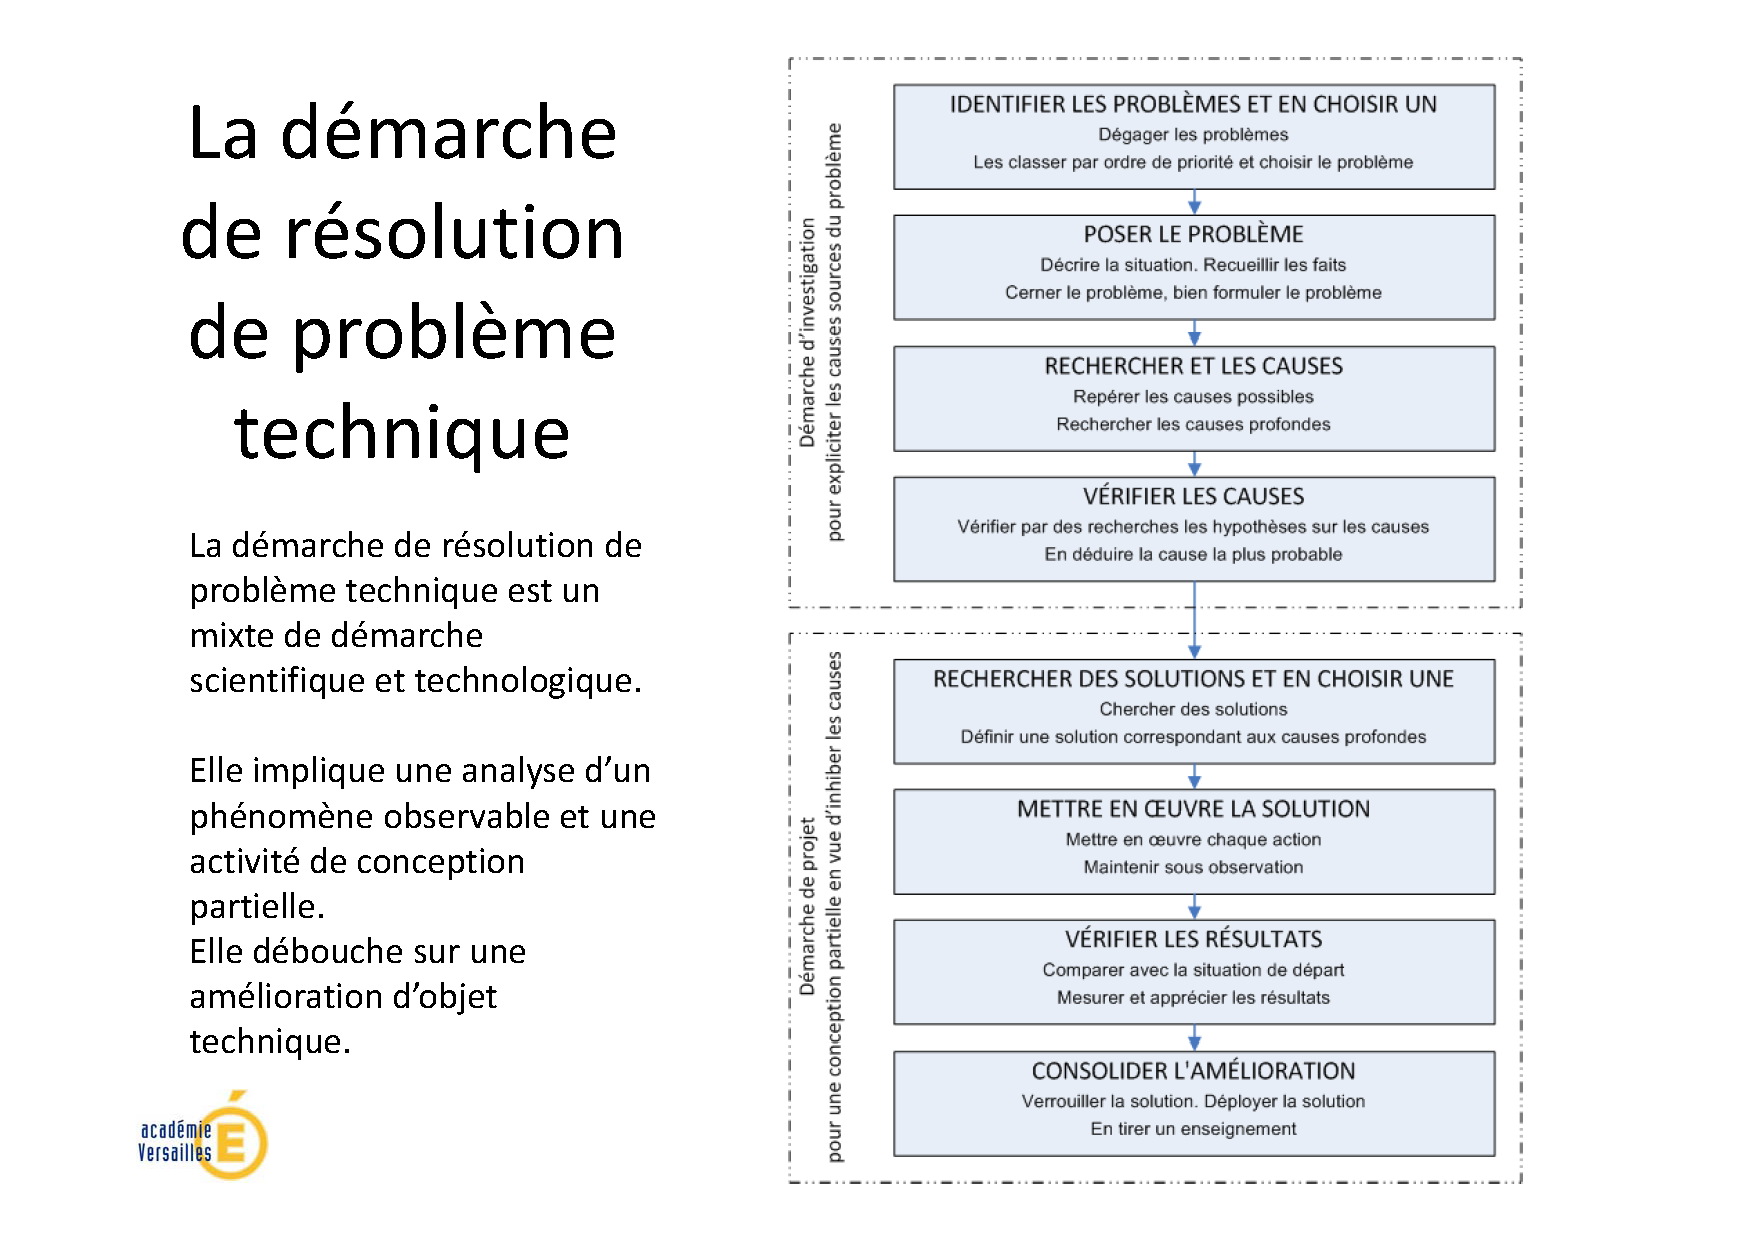 La démarche
de résolution
de problème
technique
La démarche de résolution de
problème technique est un
mixte de démarche
scientifique et technologique.
Elle implique une analyse d’un
phénomène observable et une
activité de conception
partielle.
Elle débouche sur une
amélioration d’objet
technique.
académie
Versailles
É
Démarche d’investigation
pour expliciter les causes sources du problème
IDENTIFIER LES PROBLÈMES ET EN CHOISIR UN
Dégager les problèmes
Les classer par ordre de priorité et choisir le problème
POSER LE PROBLÈME
Décrire la situation. Recueillir les faits
Cerner le problème, bien formuler le problème
RECHERCHER ET LES CAUSES
Repérer les causes possibles
Rechercher les causes profondes
VÉRIFIER LES CAUSES
Vérifier par des recherches les hypothèses sur les causes
En déduire la cause la plus probable
Démarche de projet
pour une conception partielle en vue d’inhiber les causes
RECHERCHER DES SOLUTIONS ET EN CHOISIR UNE
Chercher des solutions
Définir une solution correspondant aux causes profondes
METTRE EN ŒUVRE LA SOLUTION
Mettre en œuvre chaque action
Maintenir sous observation
VÉRIFIER LES RÉSULTATS
Comparer avec la situation de départ
Mesurer et apprécier les résultats
CONSOLIDER L'AMÉLIORATION
Verrouiller la solution. Déployer la solution
En tirer un enseignement